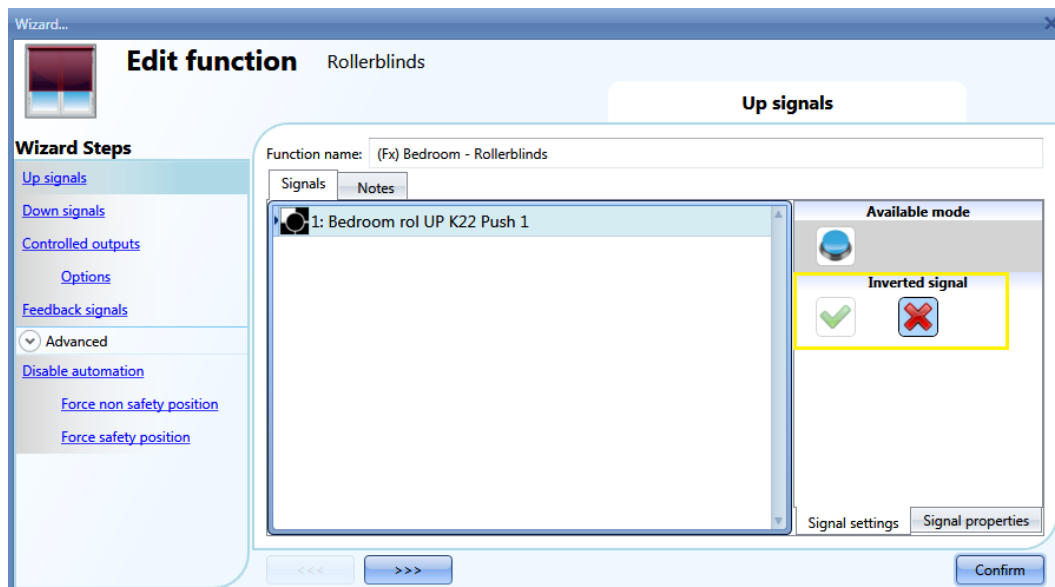 Wizard...
Edit function Rollerblinds
Up signals
Wizard Steps
Up signals
Down signals
Controlled outputs
Options
Feedback signals
Advanced
Disable automation
Force non safety position
Force safety position
Function name: (Fx) Bedroom - Rollerblinds
Signals Notes
1: Bedroom rol UP K22 Push 1
Available mode
Inverted signal
Signal settings Signal properties
<<< >>> Confirm